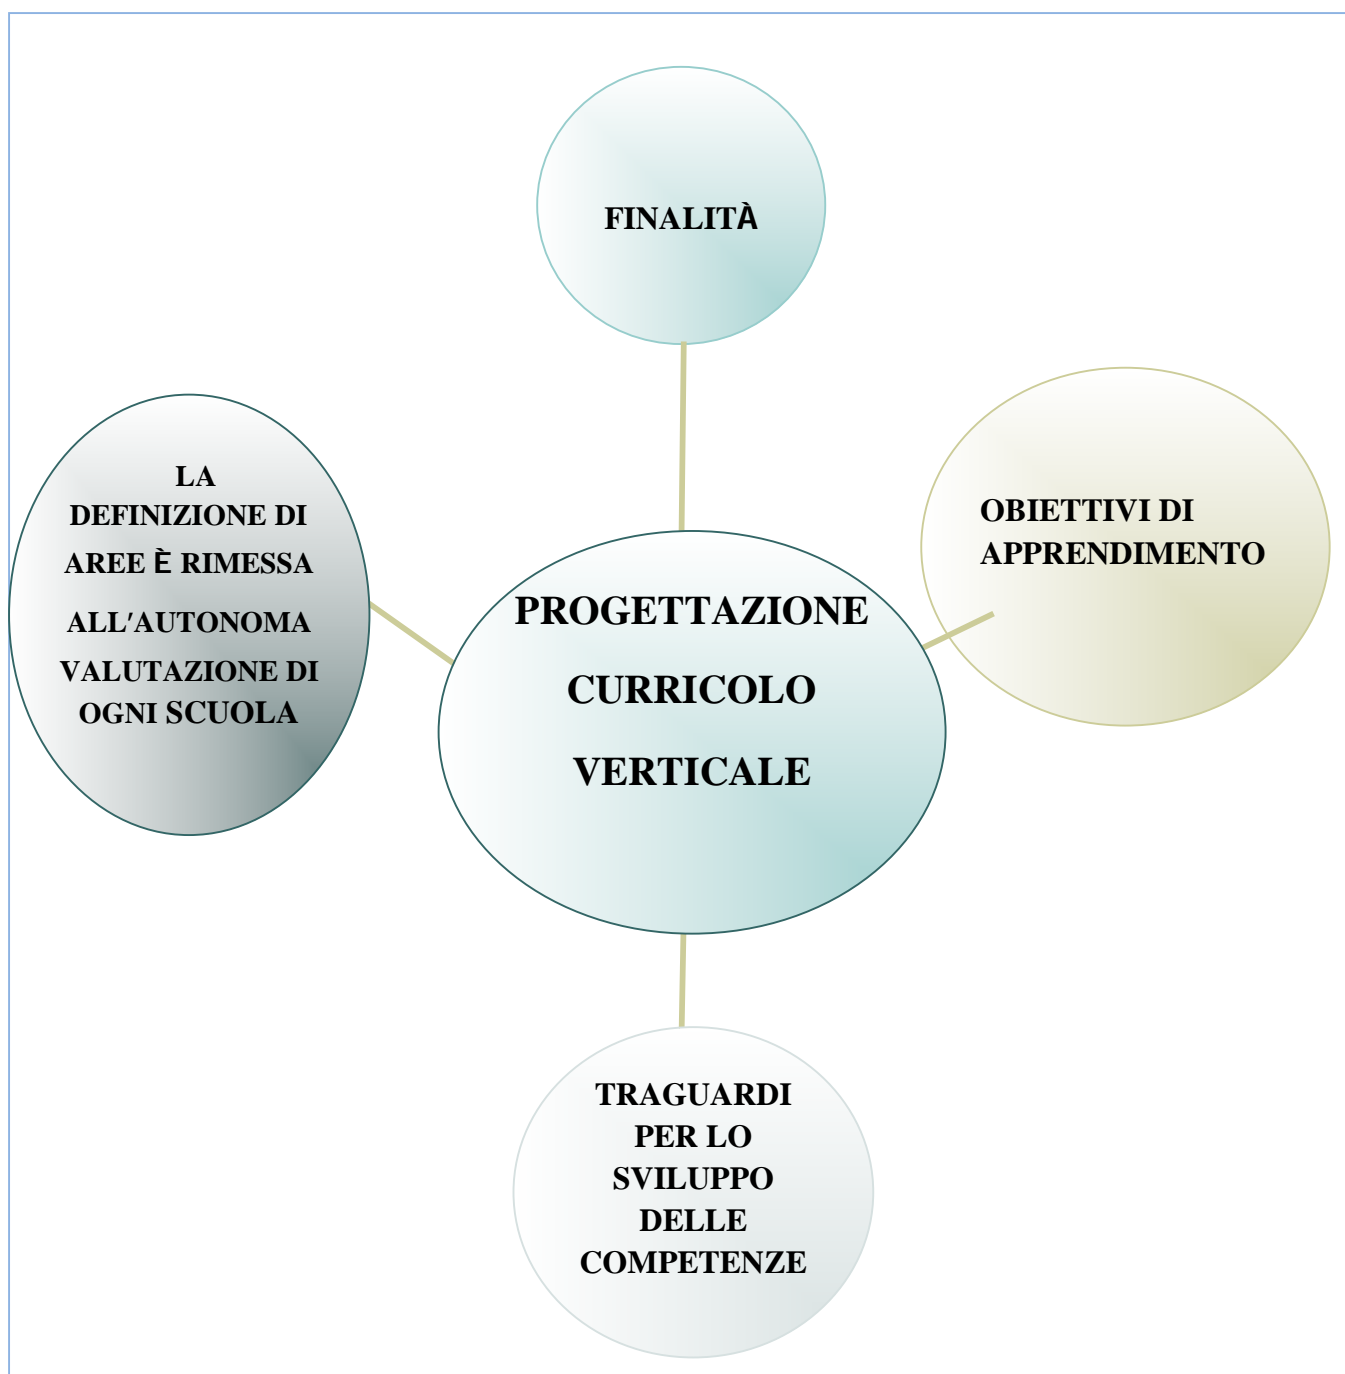 FINALITÀ
LA
DEFINIZIONE DI
AREE È RIMESSA
ALL'AUTONOMA
VALUTAZIONE DI
OGNI SCUOLA
OBIETTIVI DI
APPRENDIMENTO
PROGETTAZIONE
CURRICOLO
VERTICALE
TRAGUARDI
PER LO
SVILUPPO
DELLE
COMPETENZE